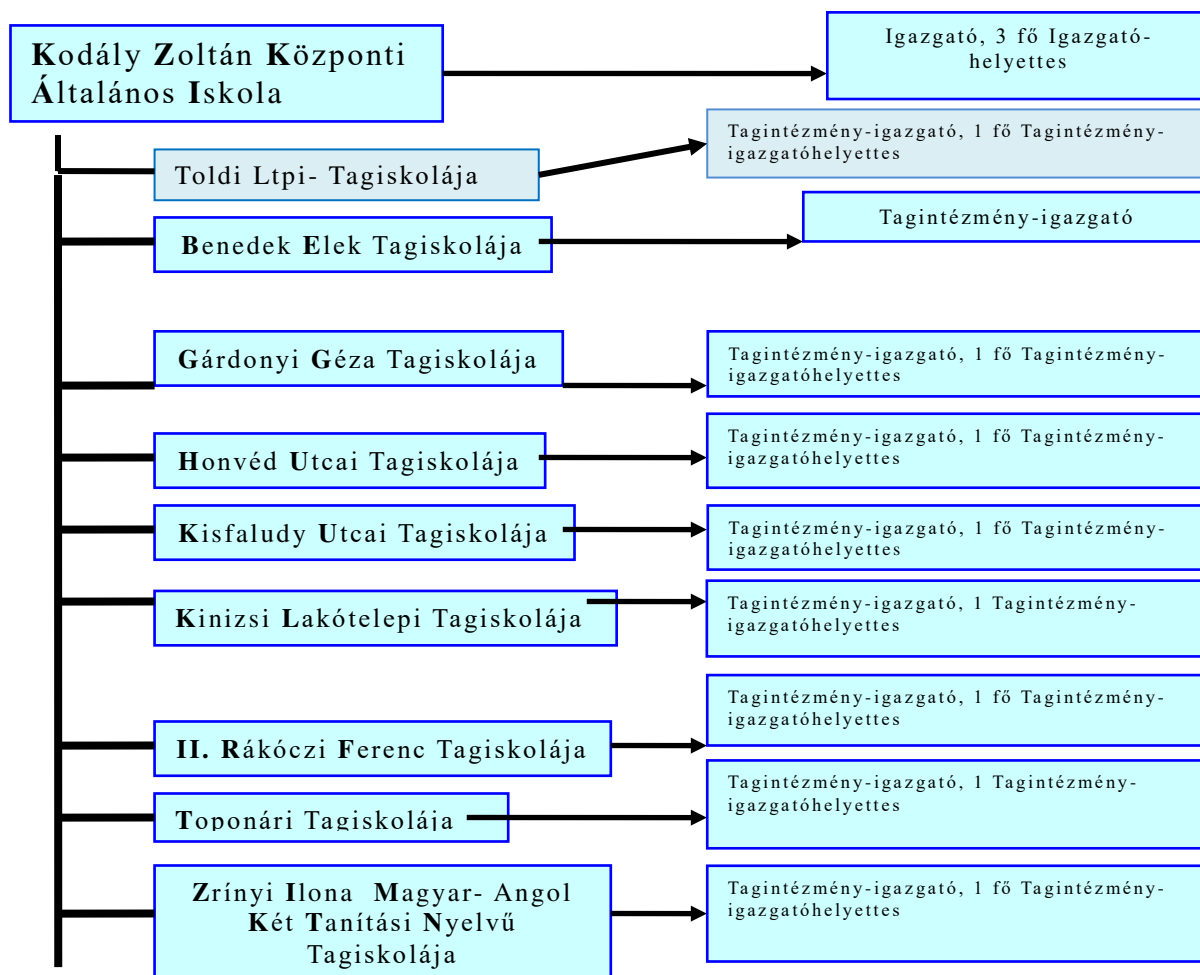 Kodály Zoltán Központi
Általános Iskola
Igazgató, 3 fő Igazgató-
helyettes
Toldi Ltpi- Tagiskolája
Tagintézmény-igazgató, 1 fő Tagintézmény-
igazgatóhelyettes
Benedek Elek Tagiskolája
Tagintézmény-igazgató
Gárdonyi Géza Tagiskolája
Tagintézmény-igazgató, 1 fő Tagintézmény-
igazgatóhelyettes
Honvéd Utcai Tagiskolája
Tagintézmény-igazgató, 1 fő Tagintézmény-
igazgatóhelyettes
Kisfaludy Utcai Tagiskolája
Tagintézmény-igazgató, 1 fő Tagintézmény-
igazgatóhelyettes
Kinizsi Lakótelepi Tagiskolája
Tagintézmény-igazgató, 1 Tagintézmény-
igazgatóhelyettes
II. Rákóczi Ferenc Tagiskolája
Tagintézmény-igazgató, 1 fő Tagintézmény-
igazgatóhelyettes
Toponári Tagiskolája
Tagintézmény-igazgató, 1 Tagintézmény-
igazgatóhelyettes
Zrínyi Ilona Magyar- Angol
Két Tanítási Nyelvű
Tagiskolája
Tagintézmény-igazgató, 1 fő Tagintézmény-
igazgatóhelyettes